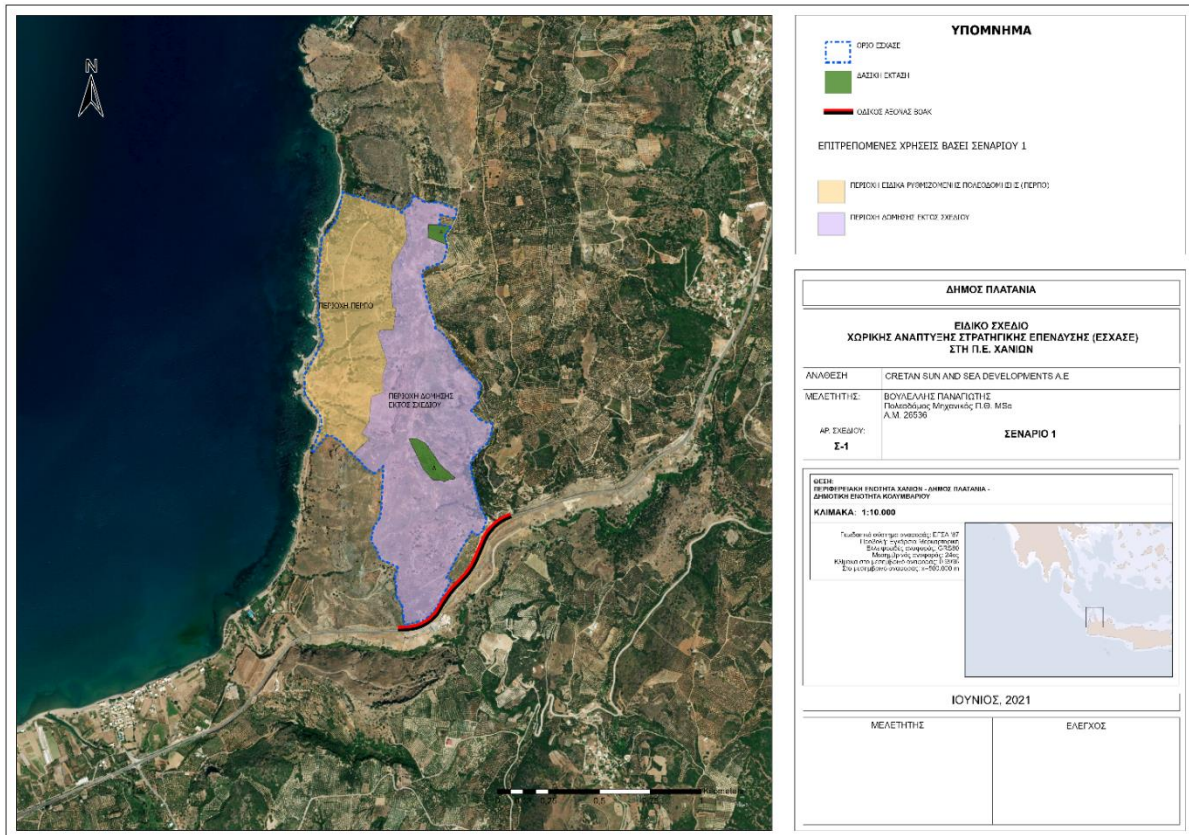 N
ΠΕΡΙΟΧΗ ΠΕΡΠΟ
ΠΕΡΙΟΧΗ ΔΟΜΗΣΗΣ
ΕΚΤΟΣ ΣΧΕΔΙΟΥ
ΥΠΟΜΝΗΜΑ
ΟΡΙΟ ΕΣΧΑΣΕ
ΔΑΣΙΚΗ ΕΚΤΑΣΗ
ΟΔΙΚΟΣ ΑΞΟΝΑΣ ΒΟΑΚ
ΕΠΙΤΡΕΠΟΜΕΝΕΣ ΧΡΗΣΕΙΣ ΒΑΣΕΙ ΣΕΝΑΡΙΟΥ 1
ΠΕΡΙΟΧΗ ΕΙΔΙΚΑ ΡΥΘΜΙΖΟΜΕΝΗΣ ΠΟΛΕΟΔΟΜΗΣΗΣ (ΠΕΡΠΟ)
ΠΕΡΙΟΧΗ ΔΟΜΗΣΗΣ ΕΚΤΟΣ ΣΧΕΔΙΟΥ
ΔΗΜΟΣ ΠΛΑΤΑΝΙΑ
ΕΙΔΙΚΟ ΣΧΕΔΙΟ
ΧΩΡΙΚΗΣ ΑΝΑΠΤΥΞΗΣ ΣΤΡΑΤΗΓΙΚΗΣ ΕΠΕΝΔΥΣΗΣ (ΕΣΧΑΣΕ)
ΣΤΗ Π.Ε. ΧΑΝΙΩΝ
ΑΝΑΘΕΣΗ CRETAN SUN AND SEA DEVELOPMENTS A.E
ΜΕΛΕΤΗΤΗΣ: ΒΟΥΛΕΛΛΗΣ ΠΑΝΑΓΙΩΤΗΣ
Πολεοδόμος Μηχανικός Π.Θ. MSc
Α.Μ. 26536
ΑΡ. ΣΧΕΔΙΟΥ: ΣΕΝΑΡΙΟ 1
Σ-1
ΘΕΣΗ:
ΠΕΡΙΦΕΡΕΙΑΚΗ ΕΝΟΤΗΤΑ ΧΑΝΙΩΝ - ΔΗΜΟΣ ΠΛΑΤΑΝΙΑ -
ΔΗΜΟΤΙΚΗ ΕΝΟΤΗΤΑ ΚΟΛΥΜΒΑΡΙΟΥ
ΚΛΙΜΑΚΑ: 1:10.000
ΙΟΥΝΙΟΣ, 2021
ΜΕΛΕΤΗΤΗΣ ΕΛΕΓΧΟΣ